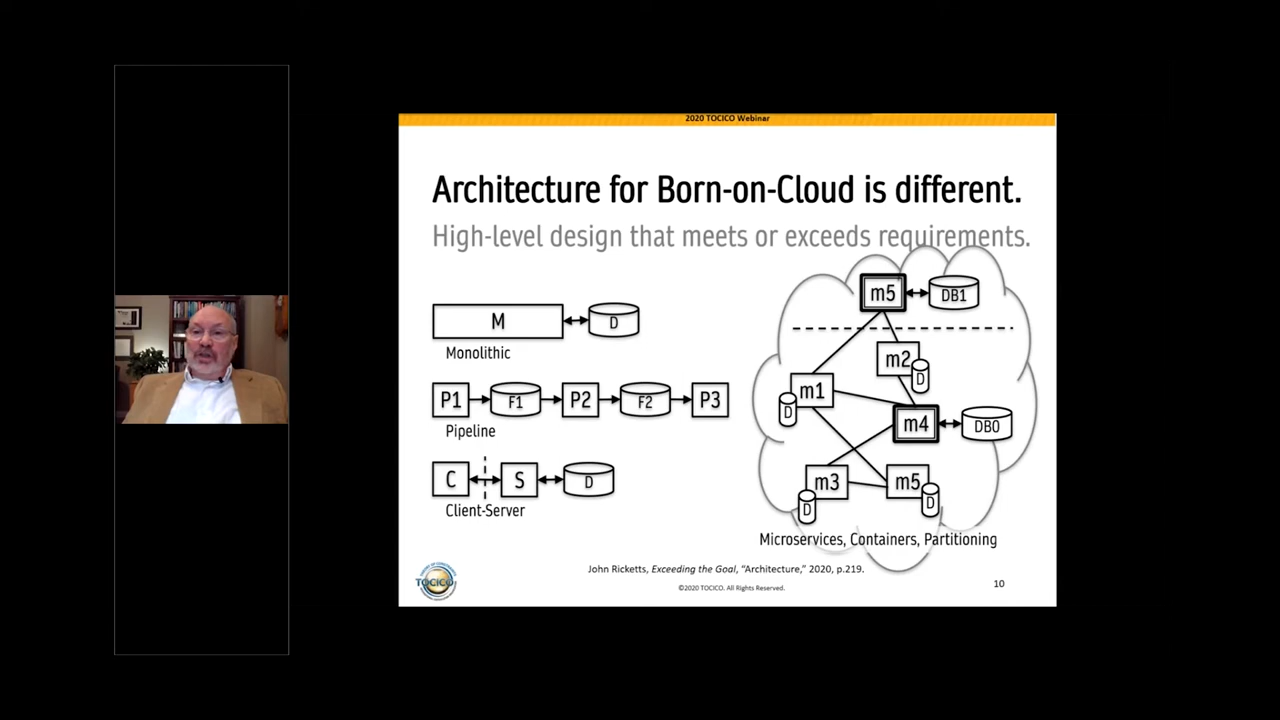 2020 TOCICO Webinar
Architecture for Born-on-Cloud is different.
High-level design that meets or exceeds requirements.
M
D
Monolithic
P1
F1
P2
F2
P3
Pipeline
C
S
D
Client-Server
m5
DB1
m2
D
m1
D
m4
DB0
m3
D
m5
D
Microservices, Containers, Partitioning
John Ricketts, Exceeding the Goal, “Architecture,” 2020, p.219.
TOCICO
©2020 TOCICO. All Rights Reserved.
10